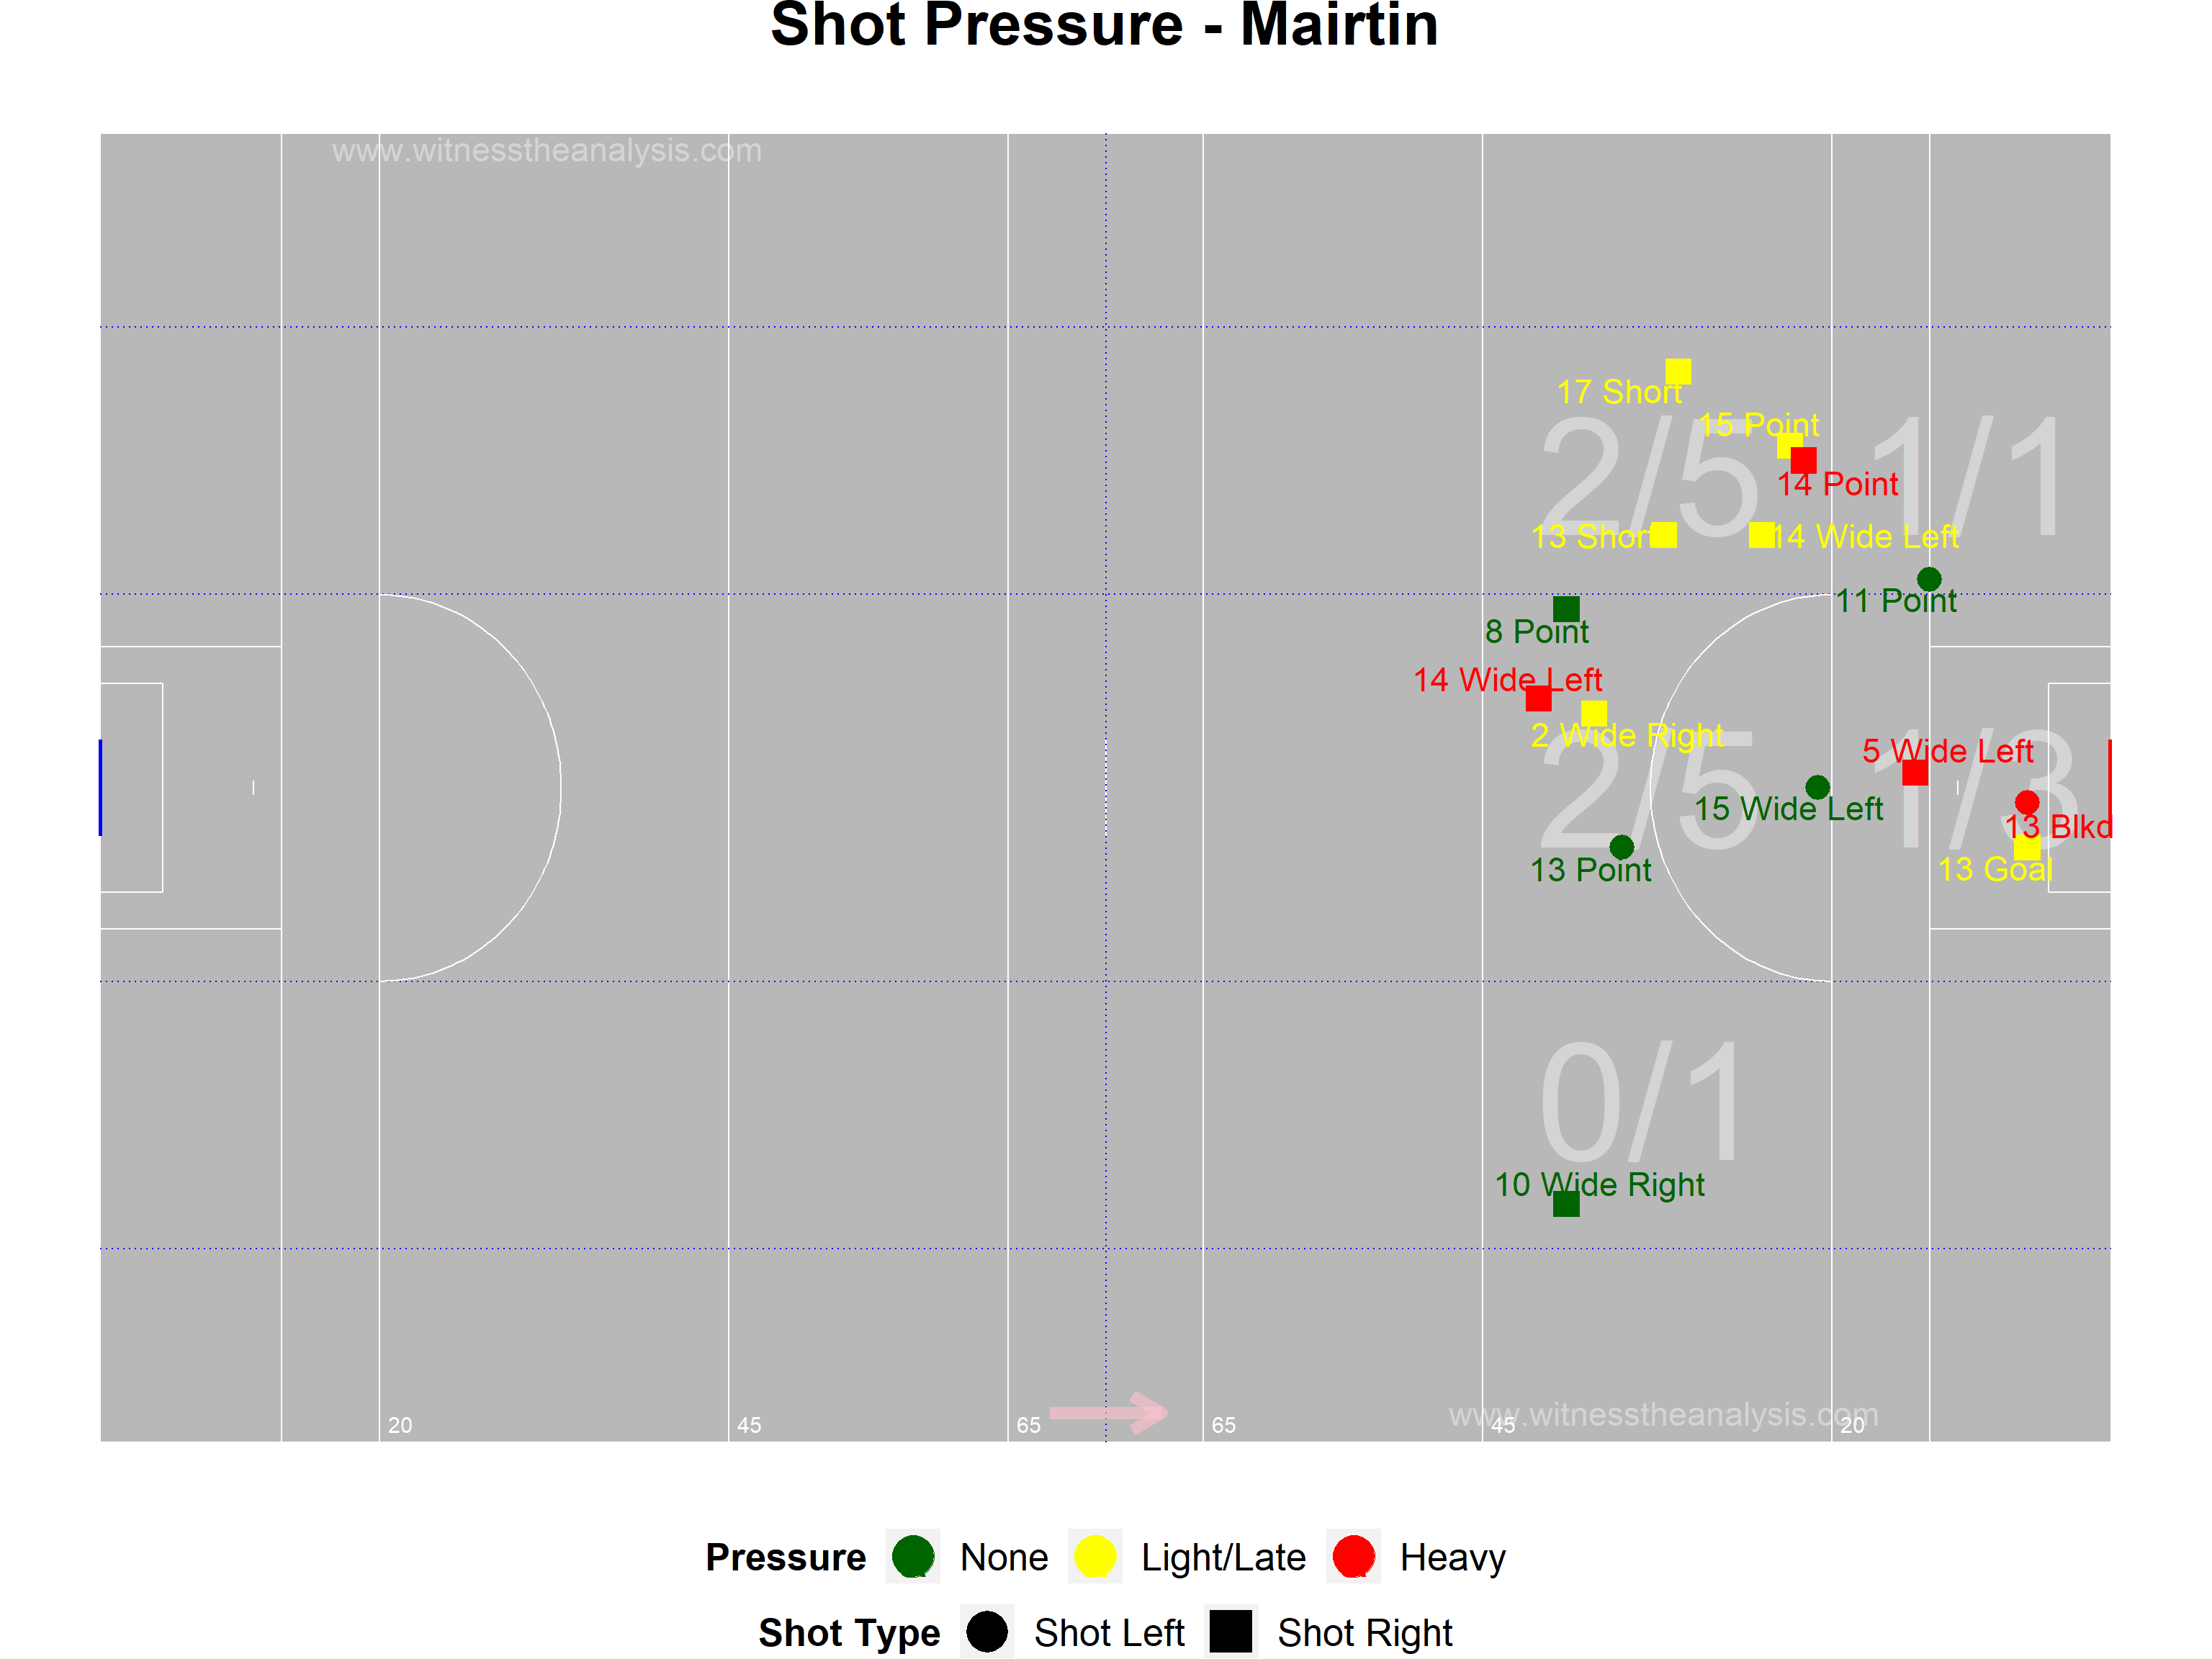 Shot Pressure - Mairtin
www.witnesstheanalysis.com
17 Short
15 Point
2/5
1/1
14 Point
13 Short
14 Wide Left
11 Point
8 Point
14 Wide Left
2 Wide Right
5 Wide Left
2/5
1/3
15 Wide Left
13 Blkd
13 Point
13 Goal
0/1
10 Wide Right
www.witnesstheanalysis.com
20 45 65 65 45 20
Pressure None Light/Late Heavy
Shot Type Shot Left Shot Right